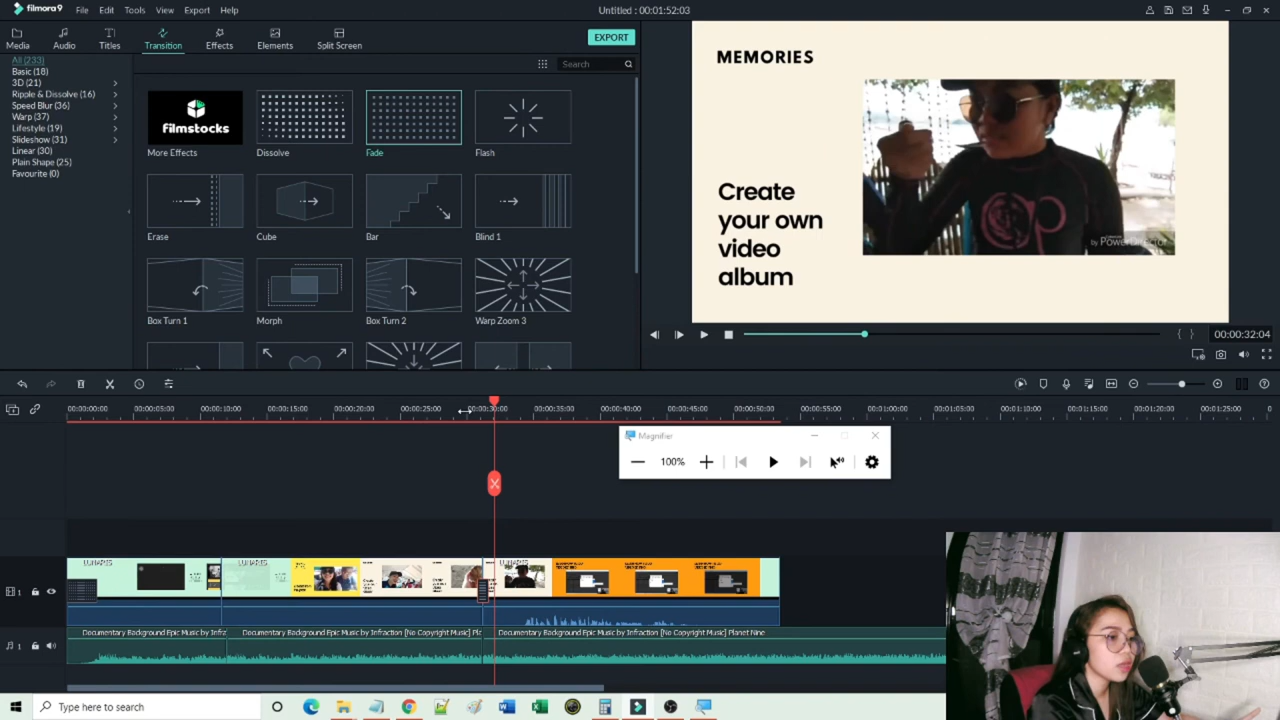 filmora9 File Edit Tools View Export Help Untitled : 00:01:52:03
Media Audio Titles Transition Effects Elements Split Screen EXPORT
All (233)
Basic (18)
3D (21)
Ripple & Dissolve (16)
Speed Blur (36)
Warp (37)
Lifestyle (19)
Slideshow (31)
Linear (30)
Plain Shape (25)
Favourite (0)
Search
filmstocks
More Effects Dissolve Fade Flash
Erase Cube Bar Blind 1
Box Turn 1 Morph Box Turn 2 Warp Zoom 3
MEMORIES
Create
your own
video
album
by PowerDirector
00:00:32:04
00:00:00:00 00:00:05:00 00:00:10:00 00:00:15:00 00:00:20:00 00:00:25:00 00:00:30:00 00:00:35:00 00:00:40:00 00:00:45:00 00:00:50:00 00:00:55:00 00:01:00:00 00:01:05:00 00:01:10:00 00:01:15:00 00:01:20:00 00:01:25:00 0
Magnifier
100%
1
Documentary Background Epic Music by Infra Documentary Background Epic Music by Infraction [No Copyright Music] Pl Documentary Background Epic Music by Infraction [No Copyright Music] Planet Nine
1
Type here to search